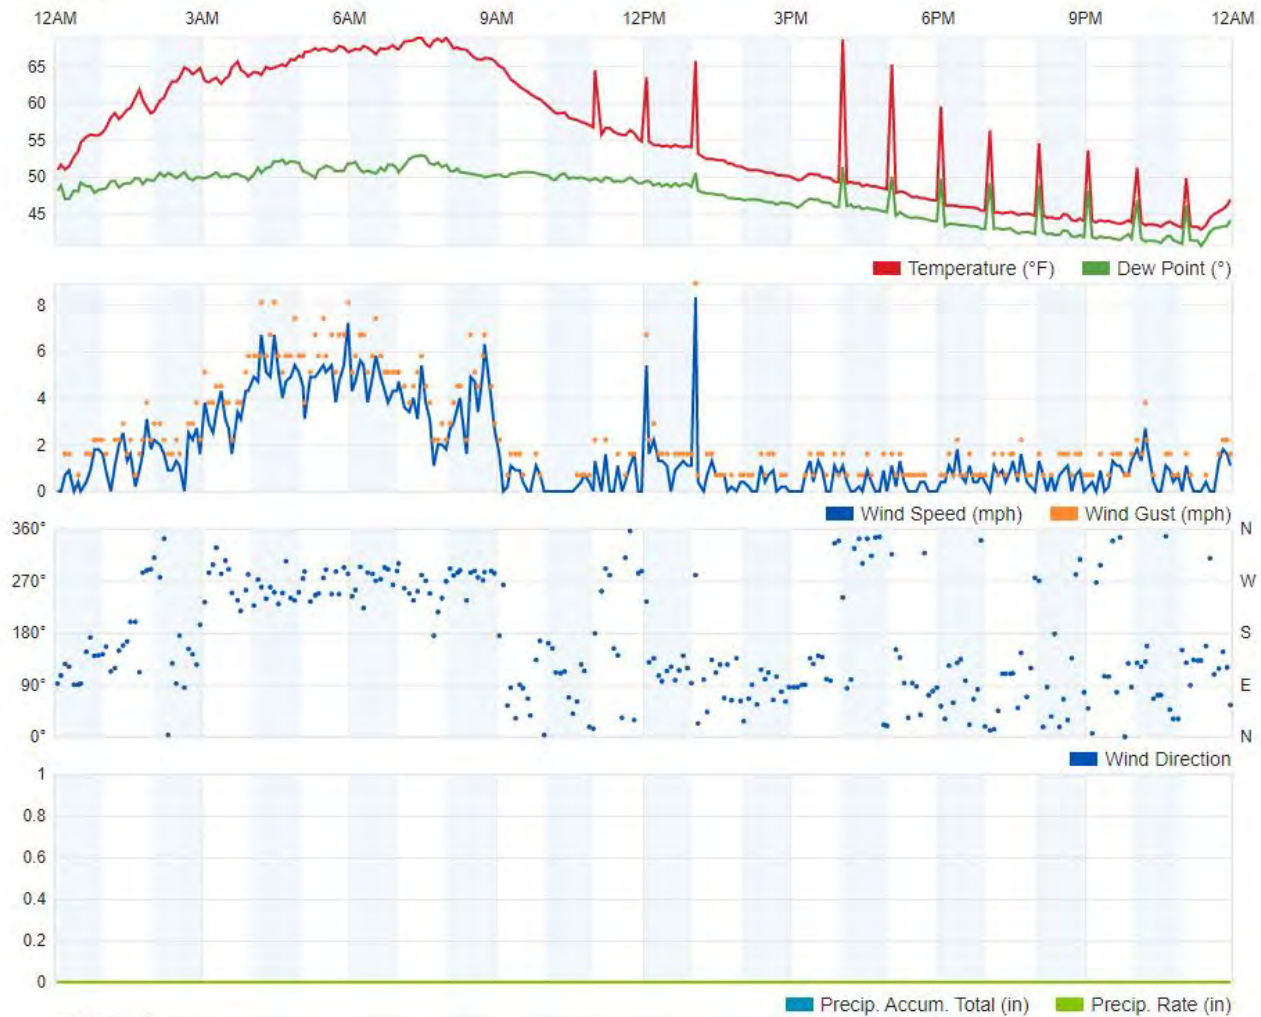 12AM 3AM 6AM 9AM 12PM 3PM 6PM 9PM 12AM
65
60
55
50
45
Temperature (°F) Dew Point (°)
8
6
4
2
0
Wind Speed (mph) Wind Gust (mph)
360° N
270° W
180° S
90° E
0° N
Wind Direction
1
0.8
0.6
0.4
0.2
0
Precip. Accum. Total (in) Precip. Rate (in)